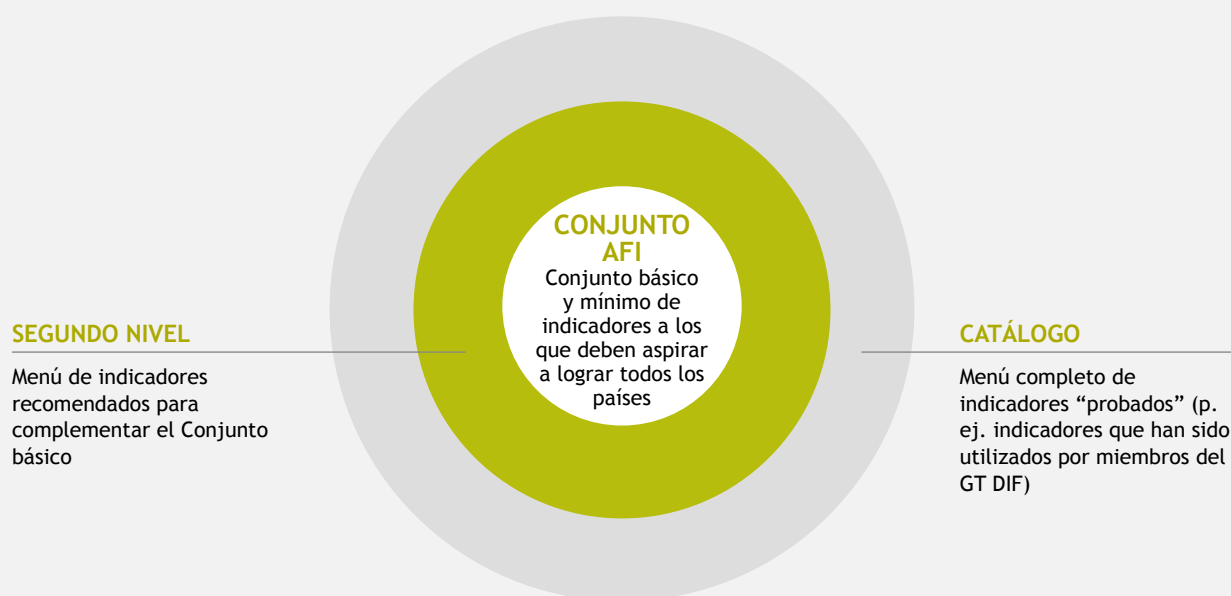 CONJUNTO
AFI
Conjunto básico
y mínimo de
indicadores a los
que deben aspirar
a lograr todos los
países
SEGUNDO NIVEL
Menú de indicadores
recomendados para
complementar el Conjunto
básico
CATÁLOGO
Menú completo de
indicadores “probados” (p.
ej. indicadores que han sido
utilizados por miembros del
GT DIF)